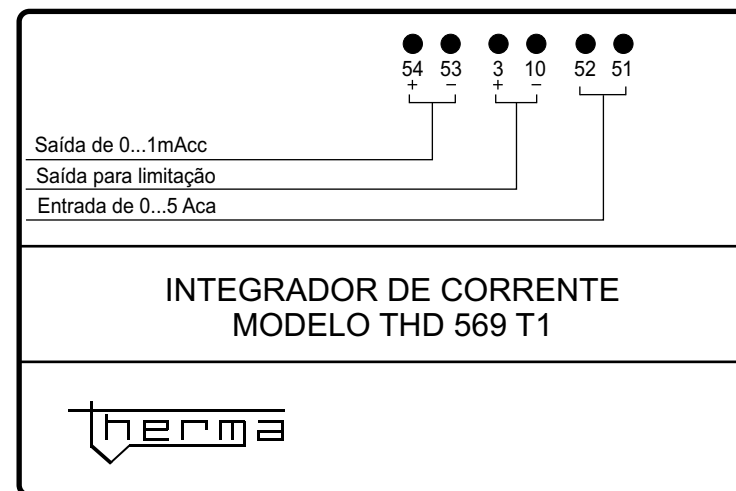 54 53 3 10 52 51
+ – + –
Saída de 0...1mAcc
Saída para limitação
Entrada de 0...5 Aca
INTEGRADOR DE CORRENTE
MODELO THD 569 T1
therma